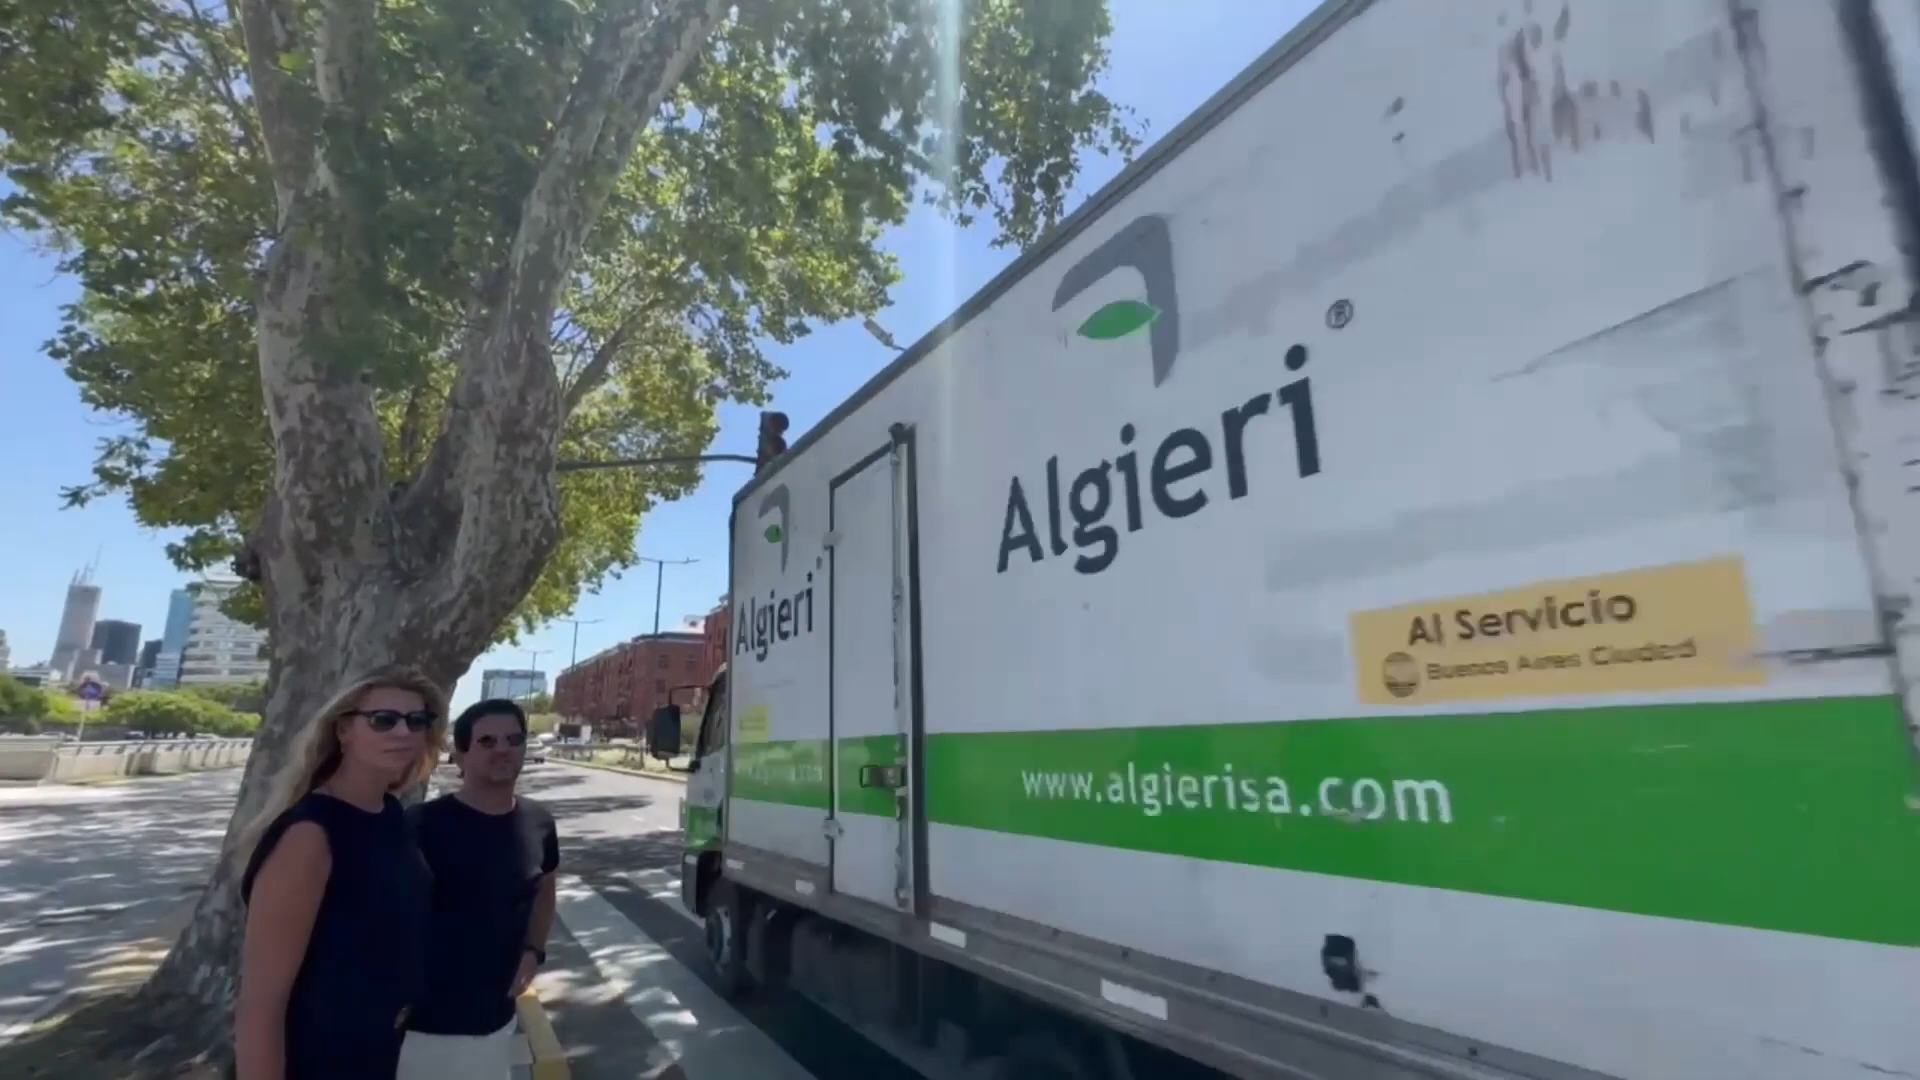 Algieri
®
Algieri
Al Servicio
Buenos Aires Ciudad
www.algierisa.com